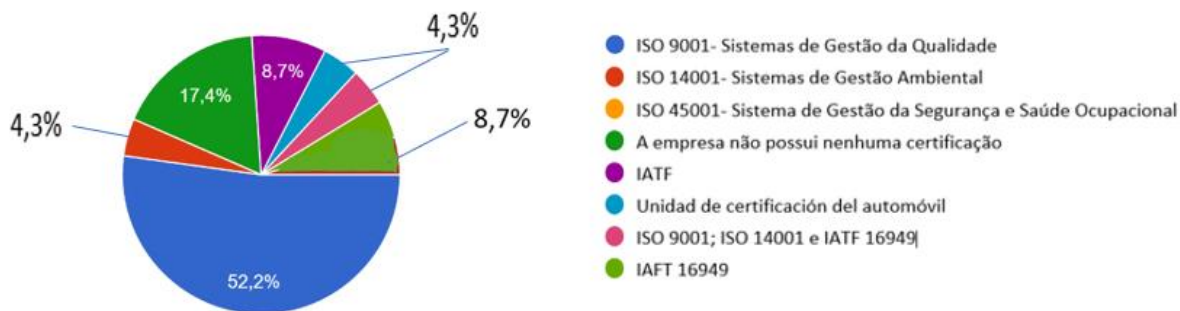 4,3%
8,7%
17,4%
4,3%
8,7%
52,2%
ISO 9001- Sistemas de Gestão da Qualidade
ISO 14001- Sistemas de Gestão Ambiental
ISO 45001- Sistema de Gestão da Segurança e Saúde Ocupacional
A empresa não possui nenhuma certificação
IATF
Unidad de certificación del automóvil
ISO 9001; ISO 14001 e IATF 16949
IAFT 16949